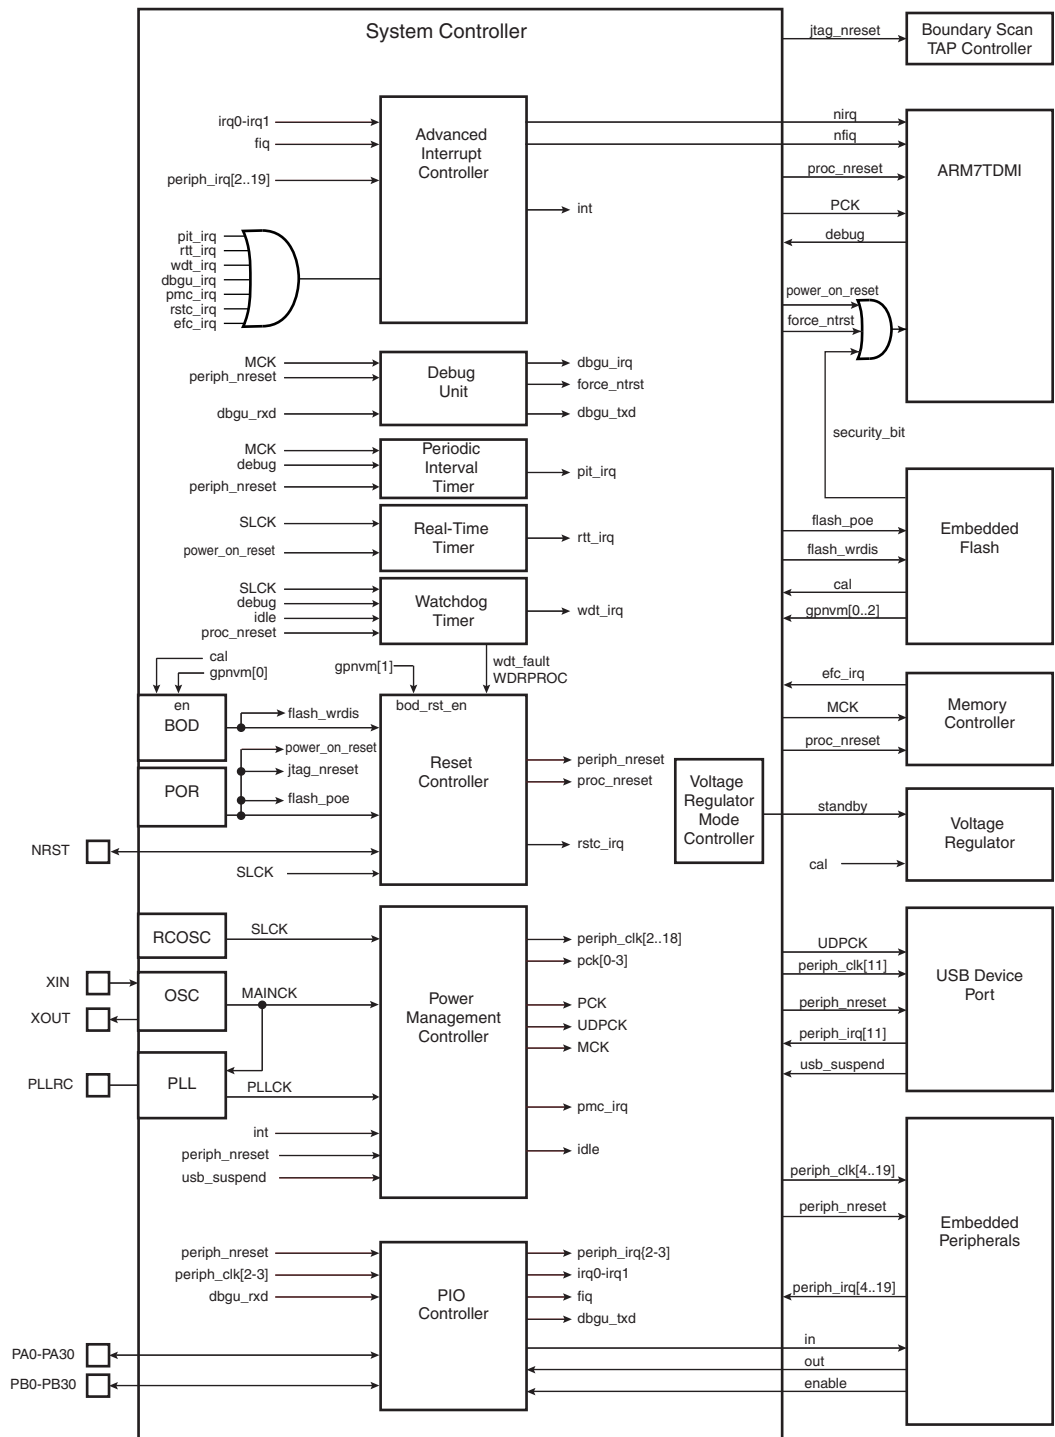 System Controller
jtag_nreset
Boundary Scan
TAP Controller
irq0-irq1
fiq
periph_irq[2..19]
Advanced
Interrupt
Controller
int
nirq
nfiq
proc_nreset
PCK
debug
ARM7TDMI
pit_irq
rtt_irq
wdt_irq
dbgu_irq
pmc_irq
rstc_irq
efc_irq
power_on_reset
force_ntrst
security_bit
MCK
periph_nreset
dbgu_rxd
Debug
Unit
dbgu_irq
force_ntrst
dbgu_txd
MCK
debug
periph_nreset
Periodic
Interval
Timer
pit_irq
SLCK
power_on_reset
Real-Time
Timer
rtt_irq
flash_poe
flash_wrdis
cal
gpnvm[0..2]
Embedded
Flash
SLCK
debug
idle
proc_nreset
Watchdog
Timer
wdt_irq
cal
gpnvm[0]
gpnvm[1]
wdt_fault
WDRPROC
en
BOD
POR
flash_wrdis
power_on_reset
jtag_nreset
flash_poe
bod_rst_en
Reset
Controller
periph_nreset
proc_nreset
rstc_irq
NRST
SLCK
efc_irq
MCK
proc_nreset
Memory
Controller
Voltage
Regulator
Mode
Controller
standby
cal
Voltage
Regulator
RCOSC
SLCK
XIN
XOUT
OSC
MAINCK
PLLRC
PLL
PLLCK
int
periph_nreset
usb_suspend
Power
Management
Controller
periph_clk[2..18]
pck[0-3]
PCK
UDPCK
MCK
pmc_irq
idle
UDPCK
periph_clk[11]
periph_nreset
periph_irq[11]
usb_suspend
USB Device
Port
periph_clk[4..19]
periph_nreset
periph_irq[4..19]
in
out
enable
Embedded
Peripherals
periph_nreset
periph_clk[2-3]
dbgu_rxd
PIO
Controller
periph_irq{2-3]
irq0-irq1
fiq
dbgu_txd
PA0-PA30
PB0-PB30